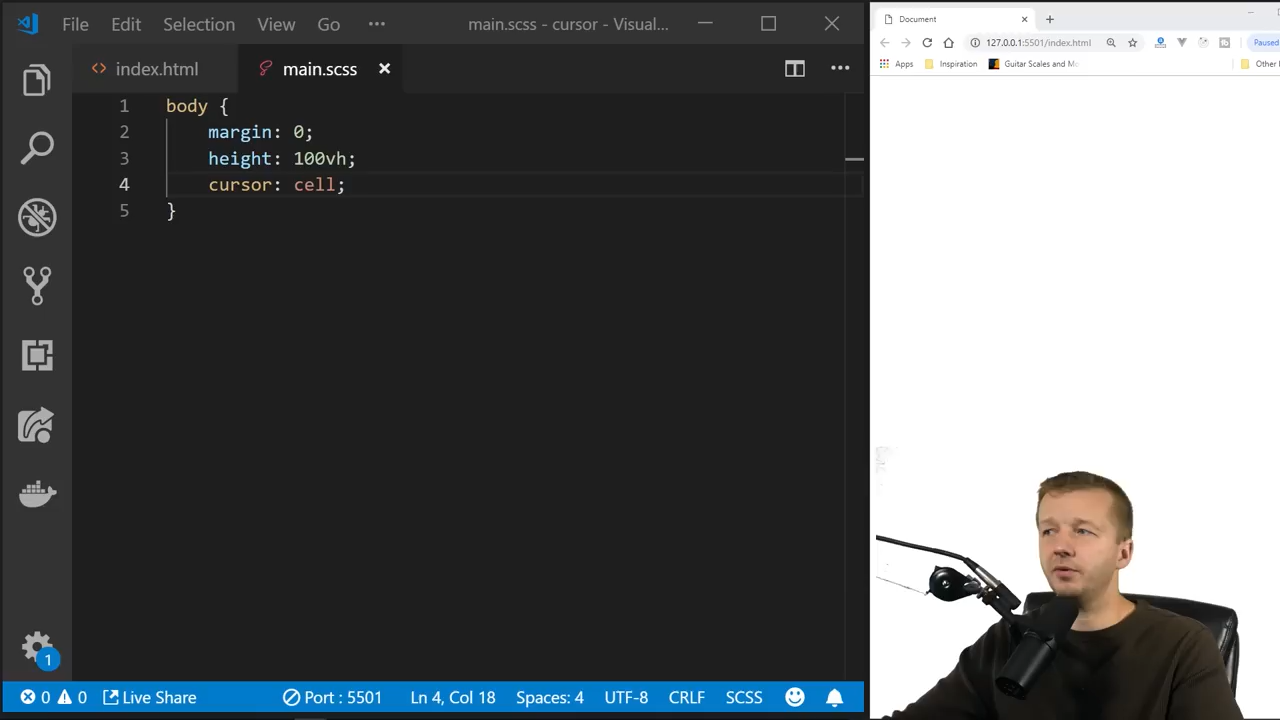 File Edit Selection View Go ··· main.scss - cursor - Visual...
index.html main.scss
1 body {
2 margin: 0;
3 height: 100vh;
4 cursor: cell;
5 }
1
0 0 Live Share Port : 5501 Ln 4, Col 18 Spaces: 4 UTF-8 CRLF SCSS
Document
127.0.0.1:5501/index.html Paused
Apps Inspiration Guitar Scales and Mo Other